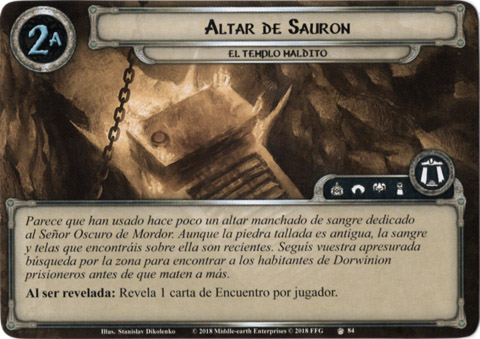 2A
ALTAR DE SAURON
EL TEMPLO MALDITO
Parece que han usado hace poco un altar manchado de sangre dedicado
al Señor Oscuro de Mordor. Aunque la piedra tallada es antigua, la sangre
y telas que encontráis sobre ella son recientes. Seguís vuestra apresurada
búsqueda por la zona para encontrar a los habitantes de Dorwinion
prisioneros antes de que maten a más.
Al ser revelada: Revela 1 carta de Encuentro por jugador.
Illus. Stanislav Dikolenko © 2018 Middle-earth Enterprises © 2018 FFG 84